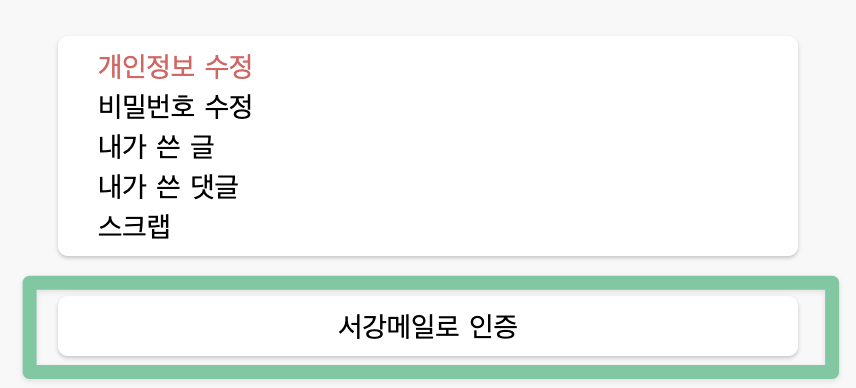 개인정보 수정
비밀번호 수정
내가 쓴 글
내가 쓴 댓글
스크랩
서강메일로 인증